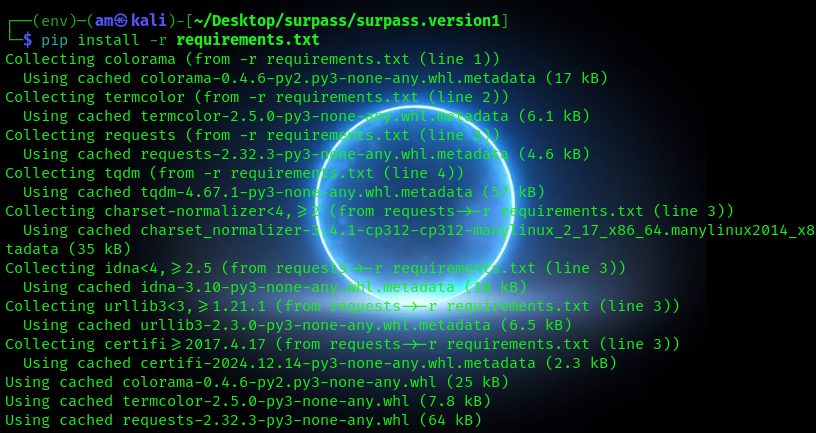 ┌──(env)─(am㉿kali)-[~/Desktop/surpass/surpass.version1]
└─$ pip install -r requirements.txt
Collecting colorama (from -r requirements.txt (line 1))
  Using cached colorama-0.4.6-py2.py3-none-any.whl.metadata (17 kB)
Collecting termcolor (from -r requirements.txt (line 2))
  Using cached termcolor-2.5.0-py3-none-any.whl.metadata (6.1 kB)
Collecting requests (from -r requirements.txt (line 3))
  Using cached requests-2.32.3-py3-none-any.whl.metadata (4.6 kB)
Collecting tqdm (from -r requirements.txt (line 4))
  Using cached tqdm-4.67.1-py3-none-any.whl.metadata (57 kB)
Collecting charset-normalizer<4,>=2 (from requests->-r requirements.txt (line 3))
  Using cached charset_normalizer-3.4.1-cp312-cp312-manylinux_2_17_x86_64.manylinux2014_x8
tadata (35 kB)
Collecting idna<4,>=2.5 (from requests->-r requirements.txt (line 3))
  Using cached idna-3.10-py3-none-any.whl.metadata (10 kB)
Collecting urllib3<3,>=1.21.1 (from requests->-r requirements.txt (line 3))
  Using cached urllib3-2.3.0-py3-none-any.whl.metadata (6.5 kB)
Collecting certifi>=2017.4.17 (from requests->-r requirements.txt (line 3))
  Using cached certifi-2024.12.14-py3-none-any.whl.metadata (2.3 kB)
Using cached colorama-0.4.6-py2.py3-none-any.whl (25 kB)
Using cached termcolor-2.5.0-py3-none-any.whl (7.8 kB)
Using cached requests-2.32.3-py3-none-any.whl (64 kB)